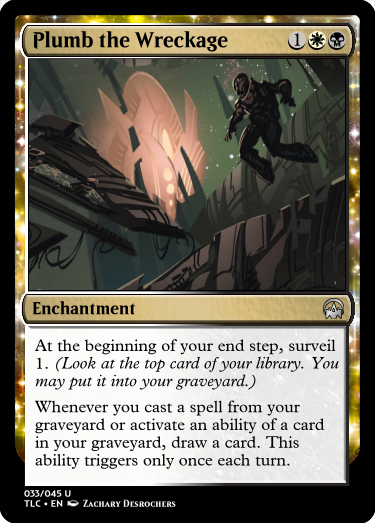 Plumb the Wreckage 1
Enchantment
At the beginning of your end step, surveil
1. (Look at the top card of your library. You
may put it into your graveyard.)
Whenever you cast a spell from your
graveyard or activate an ability of a card
in your graveyard, draw a card. This
ability triggers only once each turn.
033/045 U
TLC • EN Zachary Desrochers